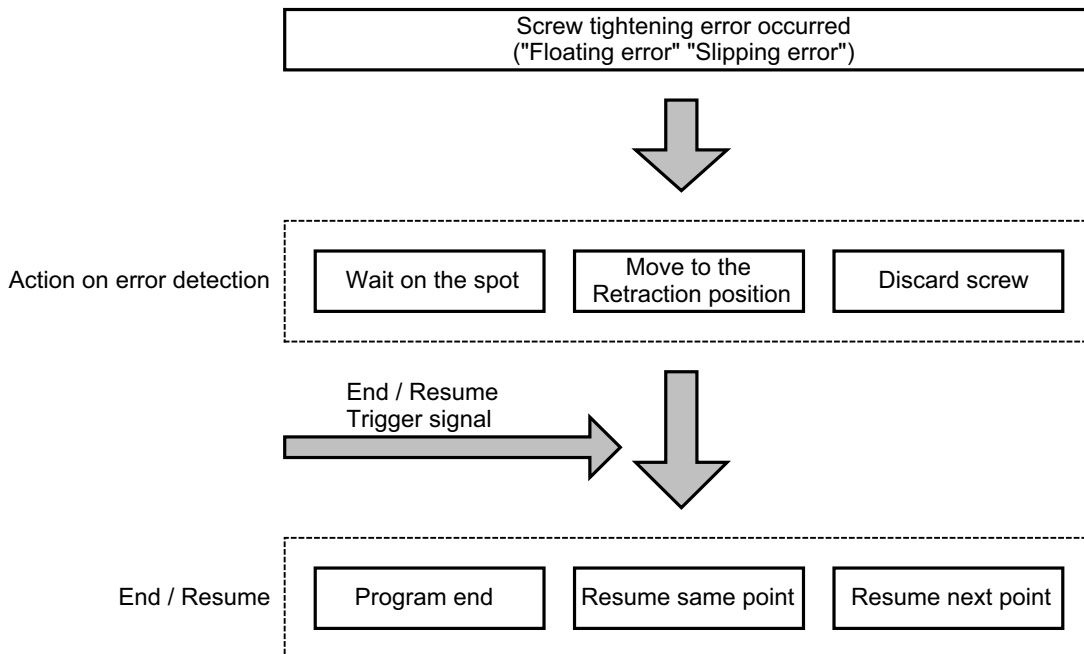 Screw tightening error occurred
("Floating error" "Slipping error")
Action on error detection
Wait on the spot
Move to the
Retraction position
Discard screw
End / Resume
Trigger signal
End / Resume
Program end
Resume same point
Resume next point